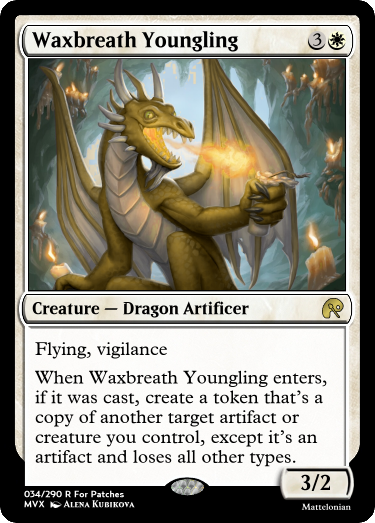 Waxbreath Youngling 3
Creature — Dragon Artificer
Flying, vigilance
When Waxbreath Youngling enters,
if it was cast, create a token that's a
copy of another target artifact or
creature you control, except it's an
artifact and loses all other types.
3/2
034/290 R For Patches
MVX Alena Kubikova
Mattelonian